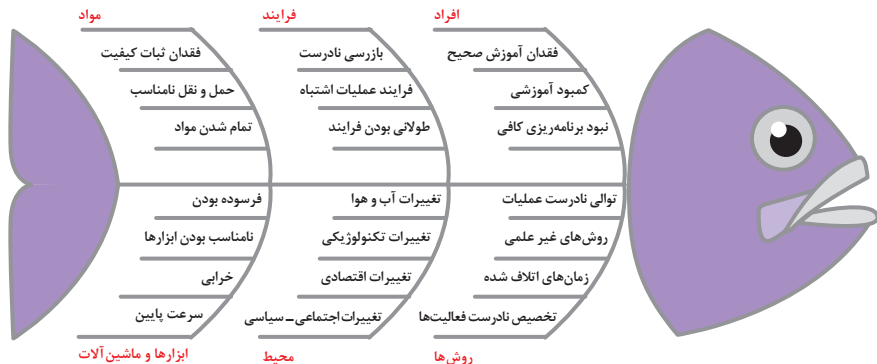 افراد
فقدان آموزش صحیح
کمبود آموزشی
نبود برنامه‌ریزی کافی
فرایند
بازرسی نادرست
فرایند عملیات اشتباه
طولانی بودن فرایند
مواد
فقدان ثبات کیفیت
حمل و نقل نامناسب
تمام شدن مواد
توالی نادرست عملیات
روش‌های غیر علمی
زمان‌های اتلاف شده
تخصیص نادرست فعالیت‌ها
روش‌ها
تغییرات آب و هوا
تغییرات تکنولوژیکی
تغییرات اقتصادی
تغییرات اجتماعی ـ سیاسی
محیط
فرسوده بودن
نامناسب بودن ابزارها
خرابی
سرعت پایین
ابزارها و ماشین آلات